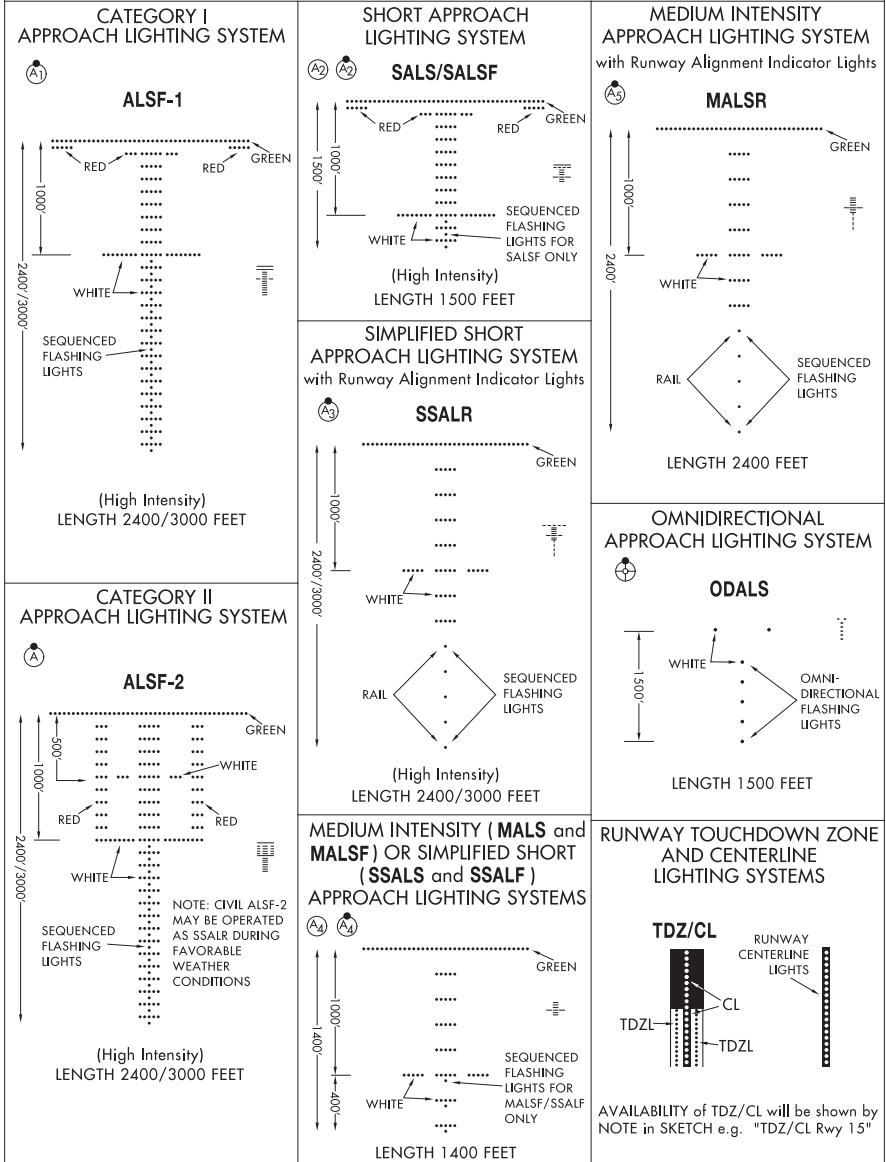 CATEGORY I
APPROACH LIGHTING SYSTEM
A1
ALSF-1
RED
RED
GREEN
1000'
2400'/3000'
WHITE
SEQUENCED
FLASHING
LIGHTS
(High Intensity)
LENGTH 2400/3000 FEET
CATEGORY II
APPROACH LIGHTING SYSTEM
A
ALSF-2
GREEN
500'
1000'
2400'/3000'
WHITE
RED
RED
WHITE
NOTE: CIVIL ALSF-2
MAY BE OPERATED
AS SSALR DURING
FAVORABLE
WEATHER
CONDITIONS
SEQUENCED
FLASHING
LIGHTS
(High Intensity)
LENGTH 2400/3000 FEET
SHORT APPROACH
LIGHTING SYSTEM
A2 A2
SALS/SALSF
RED
RED
GREEN
1000'
1500'
WHITE
SEQUENCED
FLASHING
LIGHTS FOR
SALSF ONLY
(High Intensity)
LENGTH 1500 FEET
SIMPLIFIED SHORT
APPROACH LIGHTING SYSTEM
with Runway Alignment Indicator Lights
A3
SSALR
GREEN
1000'
2400'/3000'
WHITE
RAIL
SEQUENCED
FLASHING
LIGHTS
(High Intensity)
LENGTH 2400/3000 FEET
MEDIUM INTENSITY (MALS and
MALSF) OR SIMPLIFIED SHORT
(SSALS and SSALF)
APPROACH LIGHTING SYSTEMS
A4 A4
GREEN
1000'
1400'
400'
WHITE
SEQUENCED
FLASHING
LIGHTS FOR
MALSF/SSALF
ONLY
LENGTH 1400 FEET
MEDIUM INTENSITY
APPROACH LIGHTING SYSTEM
with Runway Alignment Indicator Lights
A5
MALSR
GREEN
1000'
2400'
WHITE
RAIL
SEQUENCED
FLASHING
LIGHTS
LENGTH 2400 FEET
OMNIDIRECTIONAL
APPROACH LIGHTING SYSTEM
ODALS
1500'
WHITE
OMNI-
DIRECTIONAL
FLASHING
LIGHTS
LENGTH 1500 FEET
RUNWAY TOUCHDOWN ZONE
AND CENTERLINE
LIGHTING SYSTEMS
TDZ/CL
RUNWAY
CENTERLINE
LIGHTS
CL
TDZL
TDZL
AVAILABILITY of TDZ/CL will be shown by
NOTE in SKETCH e.g. "TDZ/CL Rwy 15"